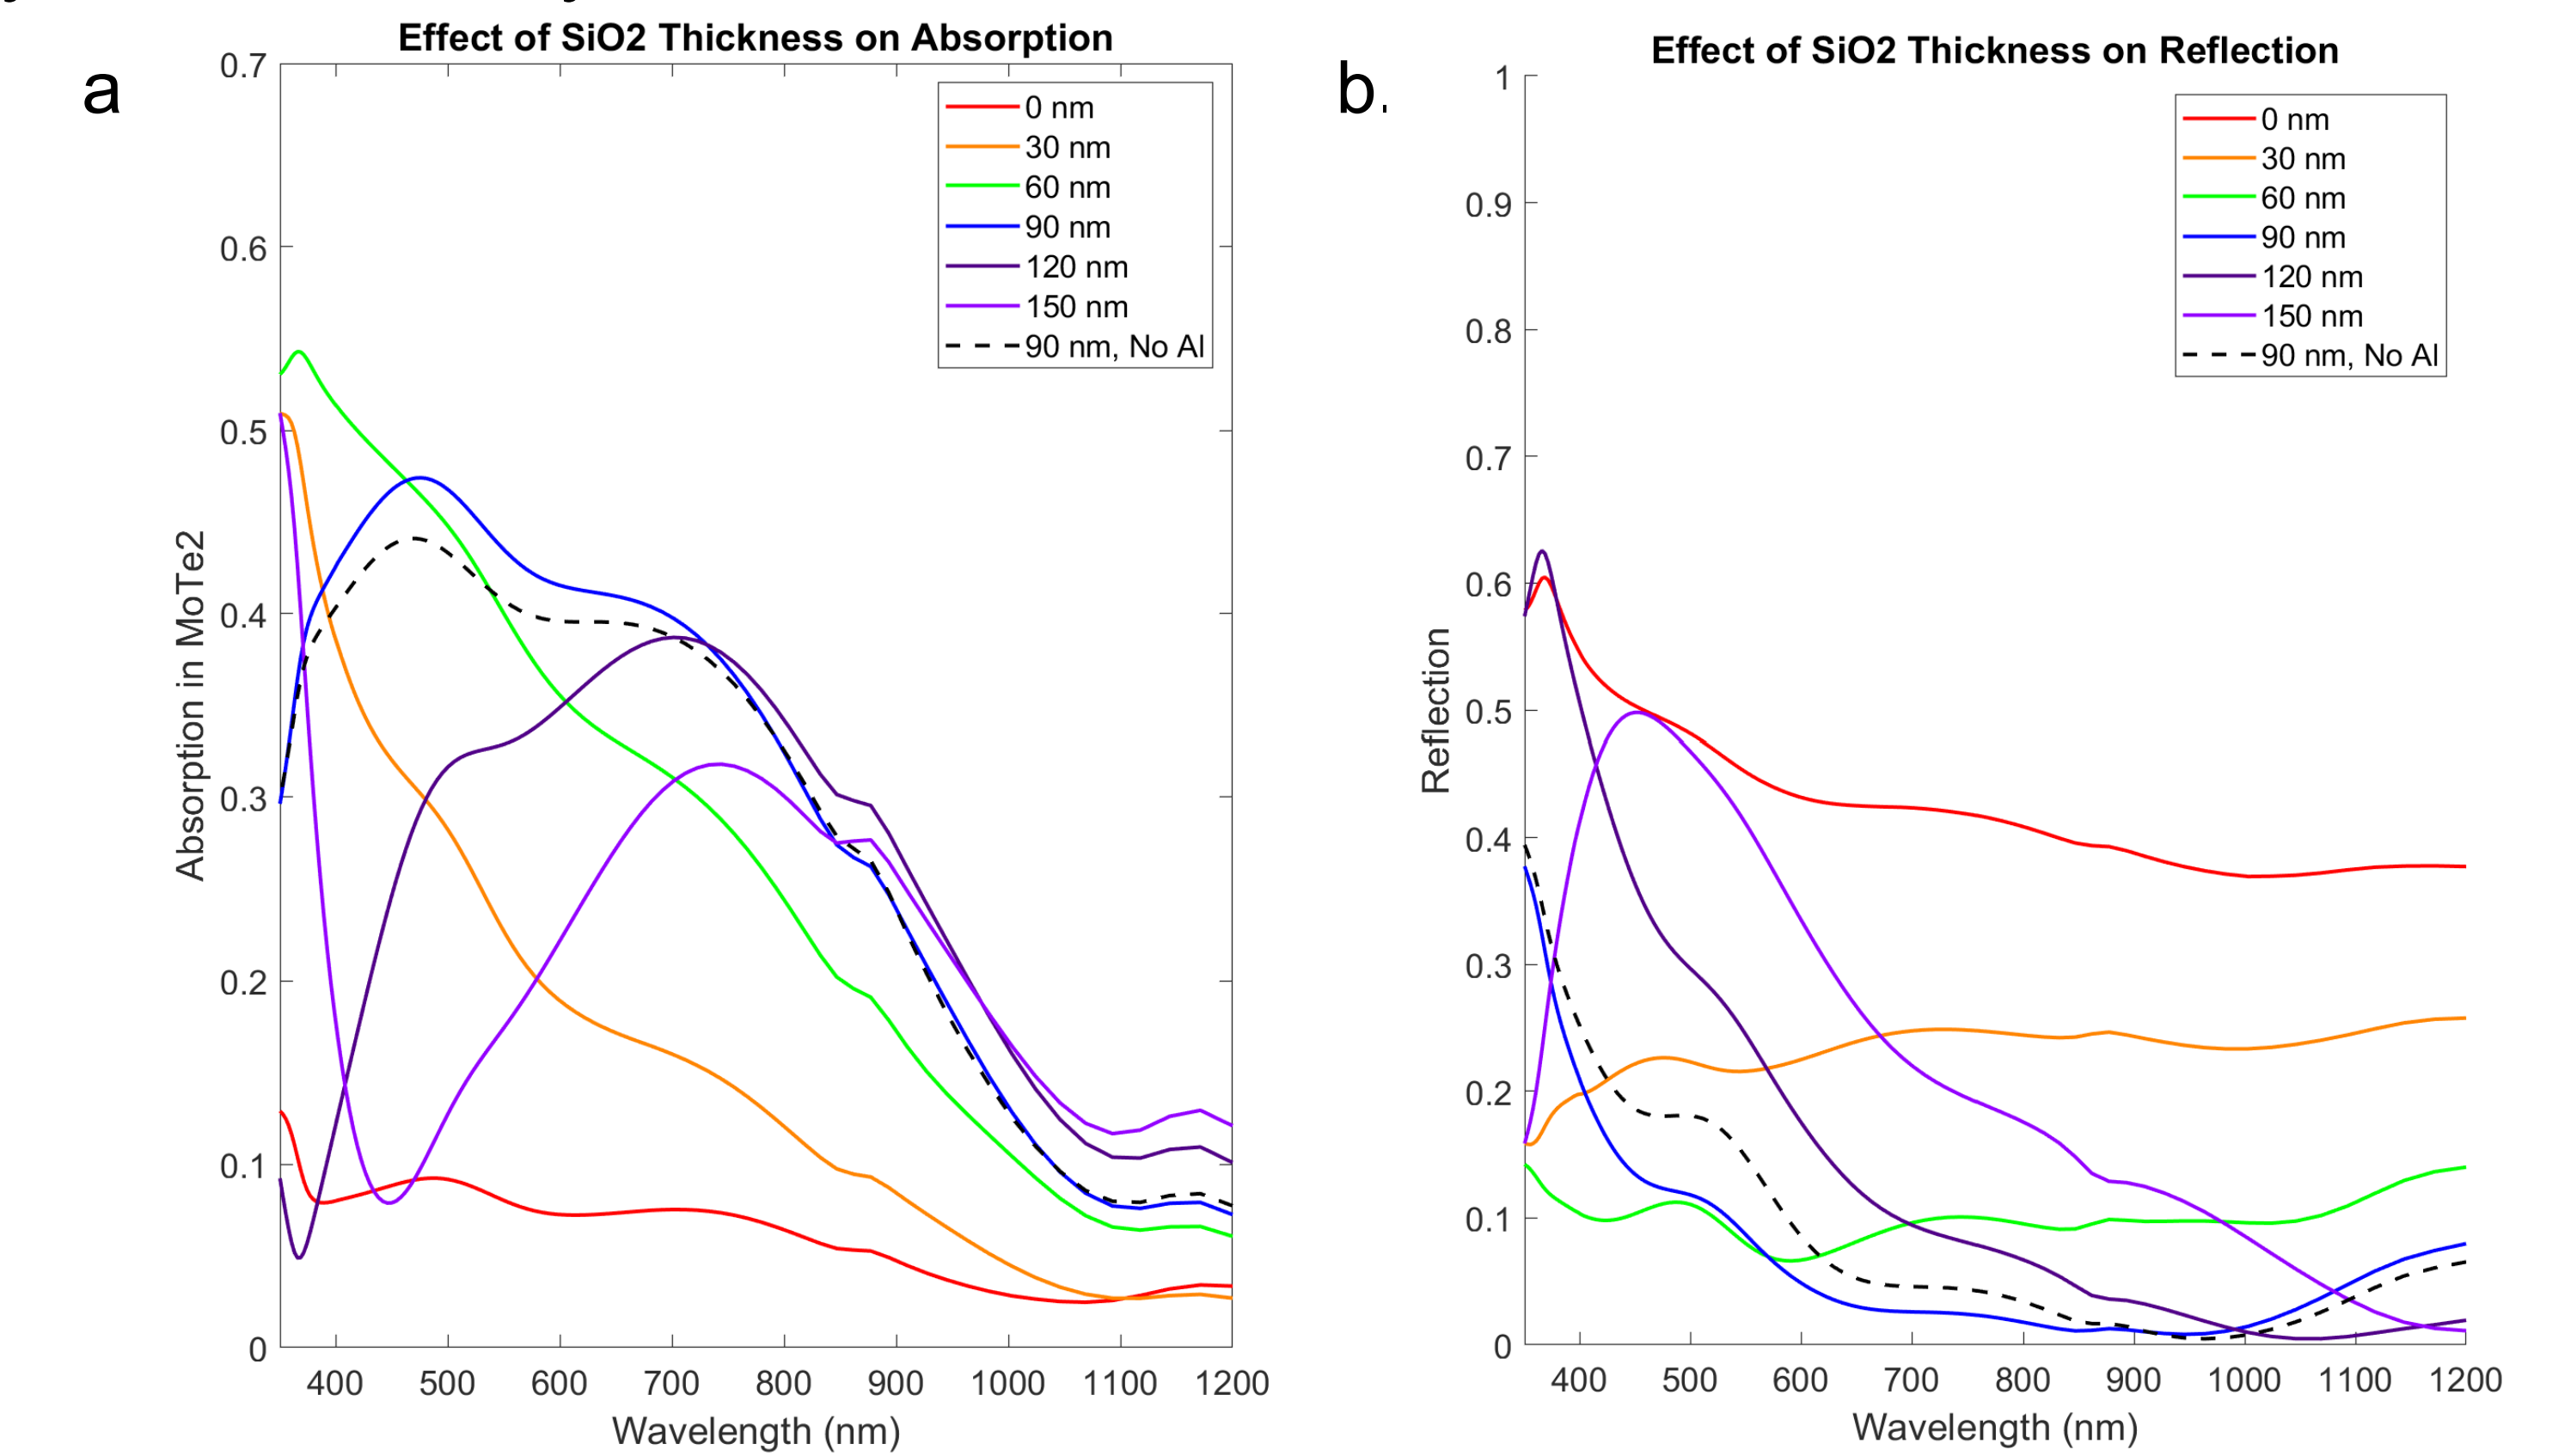 a
Effect of SiO2 Thickness on Absorption
0.7
0.6
0.5
0.4
0.3
0.2
0.1
0
Absorption in MoTe2
400 500 600 700 800 900 1000 1100 1200
Wavelength (nm)
0 nm
30 nm
60 nm
90 nm
120 nm
150 nm
90 nm, No Al
b.
Effect of SiO2 Thickness on Reflection
1
0.9
0.8
0.7
0.6
0.5
0.4
0.3
0.2
0.1
0
Reflection
400 500 600 700 800 900 1000 1100 1200
Wavelength (nm)
0 nm
30 nm
60 nm
90 nm
120 nm
150 nm
90 nm, No Al